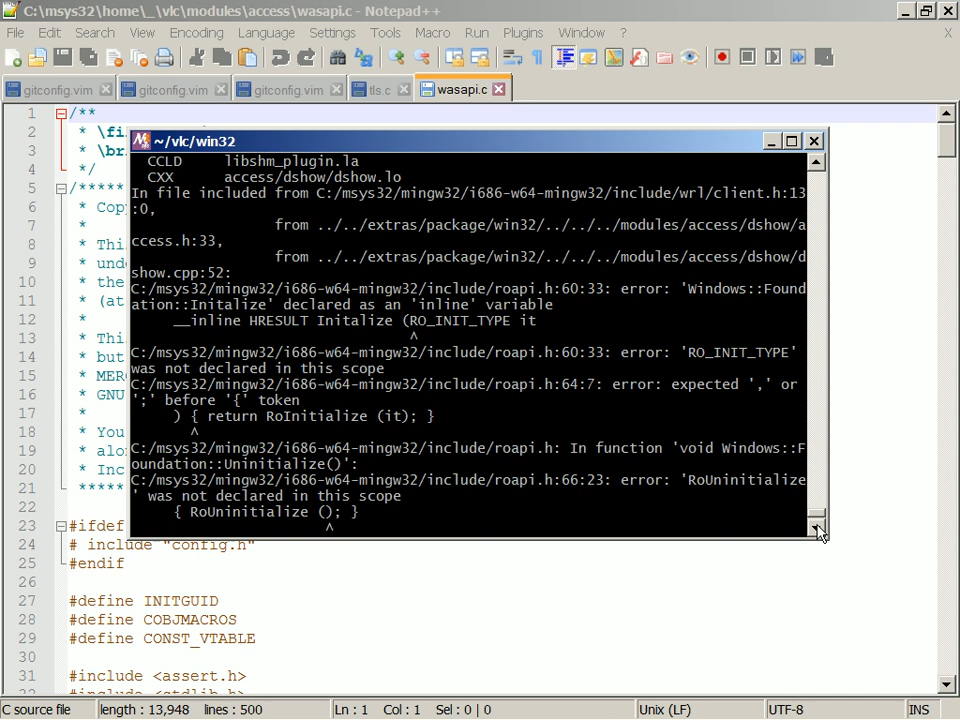 C:\msys32\home\_\vlc\modules\access\wasapi.c - Notepad++
File Edit Search View Encoding Language Settings Tools Macro Run Plugins Window ? X
gitconfig.vim gitconfig.vim gitconfig.vim tls.c wasapi.c
1 /**
2 * \fi
3 * \br
4 */
5 /*****
6 * Cop
7 *
8 * Thi
9 * und
10 * the
11 * (at
12 *
13 * Thi
14 * but
15 * MER
16 * GNU
17 *
18 * You
19 * alo
20 * Inc
21 *****
22
23 #ifdef
24 # include "config.h"
25 #endif
26
27 #define INITGUID
28 #define COBJMACROS
29 #define CONST_VTABLE
30
31 #include <assert.h>
32 #include <stdlib.h>
~/vlc/win32
CCLD libshm_plugin.la
CXX access/dshow/dshow.lo
In file included from C:/msys32/mingw32/i686-w64-mingw32/include/wrl/client.h:13
:0,
from ../../extras/package/win32/../../../modules/access/dshow/a
ccess.h:33,
from ../../extras/package/win32/../../../modules/access/dshow/d
show.cpp:52:
C:/msys32/mingw32/i686-w64-mingw32/include/roapi.h:60:33: error: 'Windows::Found
ation::Initalize' declared as an 'inline' variable
__inline HRESULT Initalize (RO_INIT_TYPE it
^
C:/msys32/mingw32/i686-w64-mingw32/include/roapi.h:60:33: error: 'RO_INIT_TYPE'
was not declared in this scope
C:/msys32/mingw32/i686-w64-mingw32/include/roapi.h:64:7: error: expected ',' or
';' before '{' token
) { return RoInitialize (it); }
^
C:/msys32/mingw32/i686-w64-mingw32/include/roapi.h: In function 'void Windows::F
oundation::Uninitialize()':
C:/msys32/mingw32/i686-w64-mingw32/include/roapi.h:66:23: error: 'RoUninitialize
' was not declared in this scope
{ RoUninitialize (); }
^
C source file length : 13,948 lines : 500 Ln : 1 Col : 1 Sel : 0 | 0 Unix (LF) UTF-8 INS